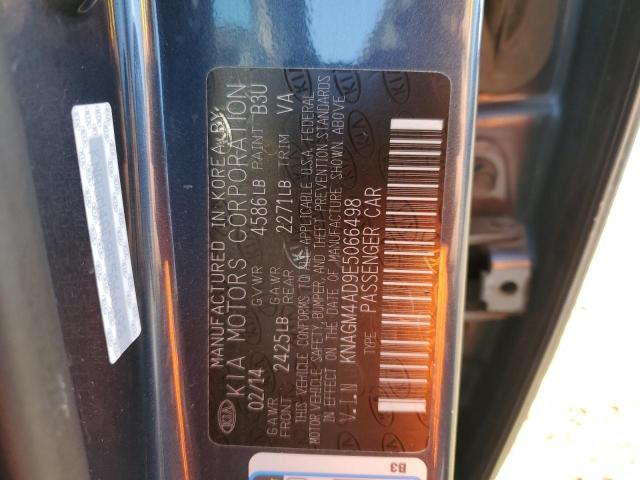 MANUFACTURED IN KOREA BY
KIA MOTORS CORPORATION
02/14 GVWR 4586LB PAINT B3U
GAWR FRONT 2425LB GAWR REAR 2271LB TRIM VA
THIS VEHICLE CONFORMS TO ALL APPLICABLE U.S.A. FEDERAL
MOTOR VEHICLE SAFETY, BUMPER AND THEFT PREVENTION STANDARDS
IN EFFECT ON THE DATE OF MANUFACTURE SHOWN ABOVE.
V.I.N KNAGM4AD9E5066498
TYPE PASSENGER CAR
KIA
B3